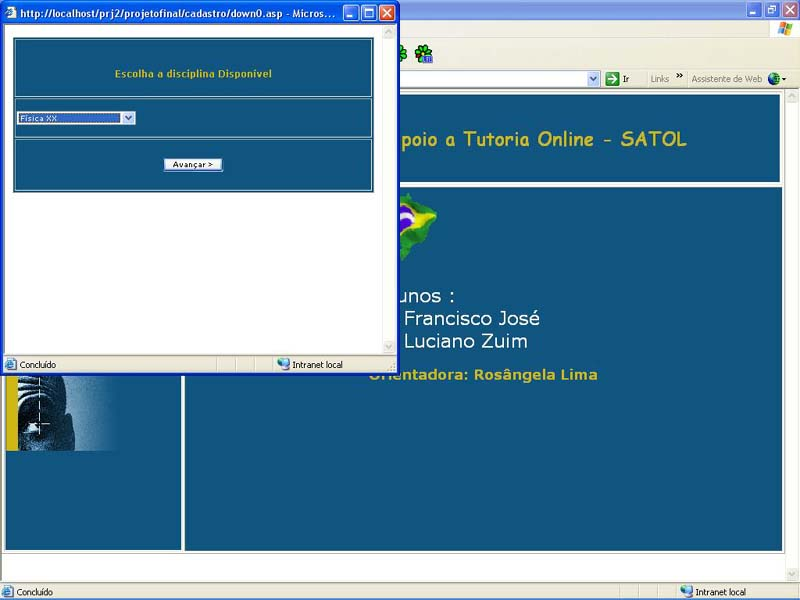 http://localhost/prj2/projetofinal/cadastro/down0.asp - Micros...
Escolha a disciplina Disponível
Física XX
Avançar >
Concluído
Intranet local
Ir
Links
»
Assistente de Web
poio a Tutoria Online - SATOL
unos :
Francisco José
Luciano Zuim
Orientadora: Rosângela Lima
Concluído
Intranet local